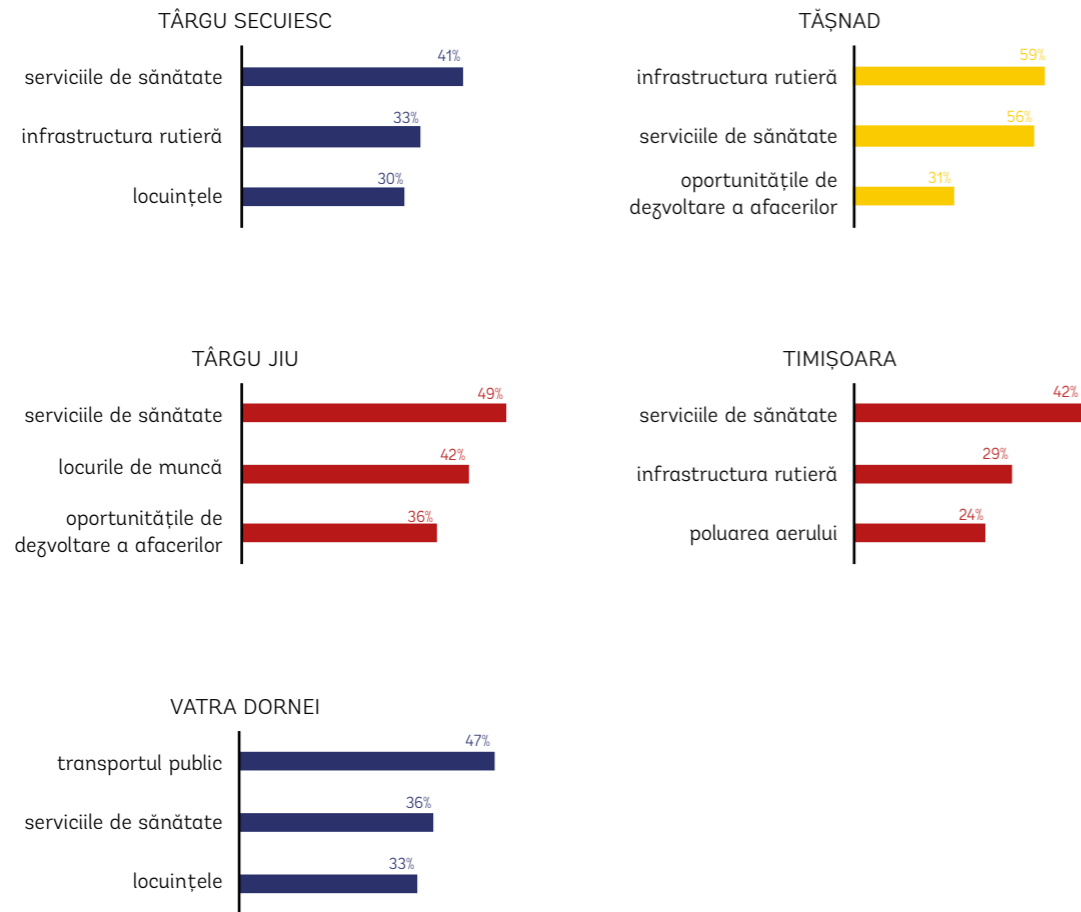 TÂRGU SECUIESC
serviciile de sănătate
41%
infrastructura rutieră
33%
locuințele
30%
TĂȘNAD
infrastructura rutieră
59%
serviciile de sănătate
56%
oportunitățile de
dezvoltare a afacerilor
31%
TÂRGU JIU
serviciile de sănătate
49%
locurile de muncă
42%
oportunitățile de
dezvoltare a afacerilor
36%
TIMIȘOARA
serviciile de sănătate
42%
infrastructura rutieră
29%
poluarea aerului
24%
VATRA DORNEI
transportul public
47%
serviciile de sănătate
36%
locuințele
33%